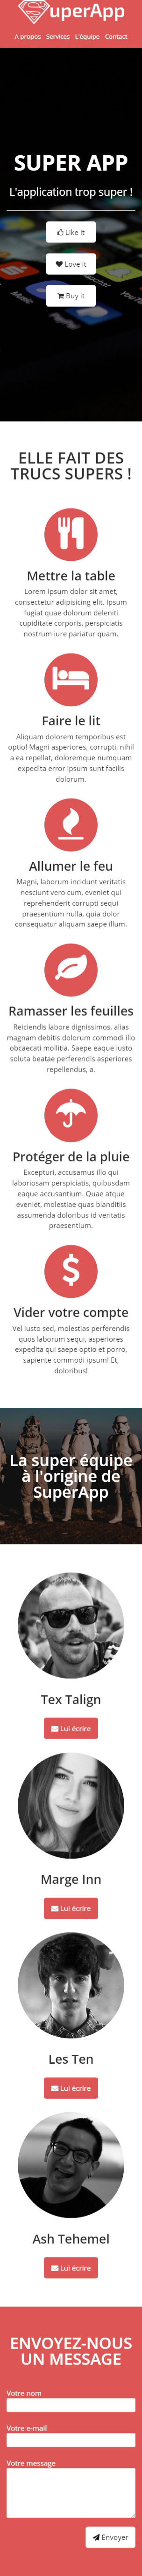 uperApp
A propos Services L'équipe Contact
SUPER APP
L'application trop super !
Like it
Love it
Buy it
ELLE FAIT DES
TRUCS SUPERS !
Mettre la table
Lorem ipsum dolor sit amet,
consectetur adipisicing elit. Ipsum
fugiat quae dolorum deleniti
cupiditate corporis, perspiciatis
nostrum iure pariatur quam.
Faire le lit
Aliquam dolorem temporibus est
optio! Magni asperiores, corrupti, nihil
a ea repellat, doloremque numquam
expedita error ipsum sunt facilis
dolorum.
Allumer le feu
Magni, laborum incidunt veritatis
nesciunt vero cum, eveniet qui
reprehenderit corrupti sequi
praesentium nulla, quia dolor
consequatur aliquam saepe illum.
Ramasser les feuilles
Reiciendis labore dignissimos, alias
magnam debitis dolorum commodi illo
obcaecati mollitia. Saepe eaque iusto
soluta beatae perferendis asperiores
repellendus, a.
Protéger de la pluie
Excepturi, accusamus illo qui
laboriosam perspiciatis, quibusdam
eaque accusantium. Quae atque
eveniet, molestiae quas blanditiis
assumenda doloribus id veritatis
praesentium.
Vider votre compte
Vel iusto sed, molestias perferendis
quos laborum sequi, asperiores
expedita qui saepe optio et porro,
sapiente commodi ipsum! Et,
doloribus!
La super équipe
à l'origine de
SuperApp
Tex Talign
Lui écrire
Marge Inn
Lui écrire
Les Ten
Lui écrire
Ash Tehemel
Lui écrire
ENVOYEZ-NOUS
UN MESSAGE
Votre nom
Votre e-mail
Votre message
Envoyer